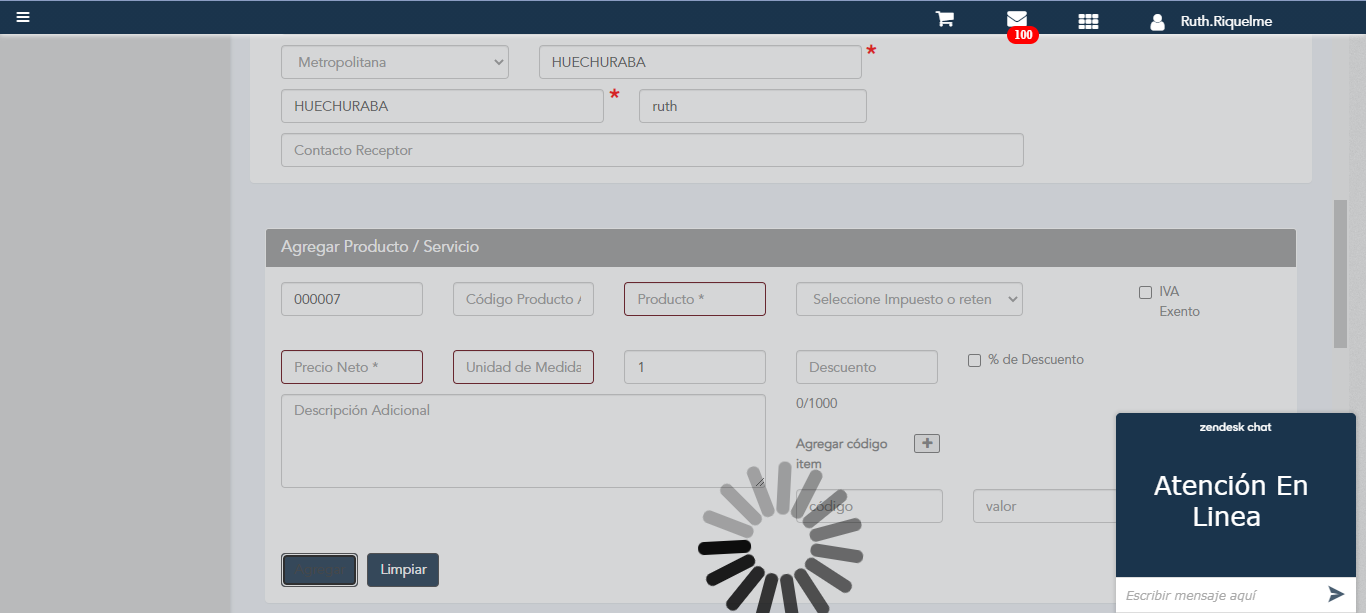 Ruth.Riquelme
100
Metropolitana
HUECHURABA
*
HUECHURABA
*
ruth
Contacto Receptor
Agregar Producto / Servicio
000007
Código Producto
Producto *
Seleccione Impuesto o reten
IVA
Exento
Precio Neto *
Unidad de Medida
1
Descuento
% de Descuento
Descripción Adicional
0/1000
Agregar código
item
código
valor
Limpiar
zendesk chat
Atención En
Linea
Escribir mensaje aquí